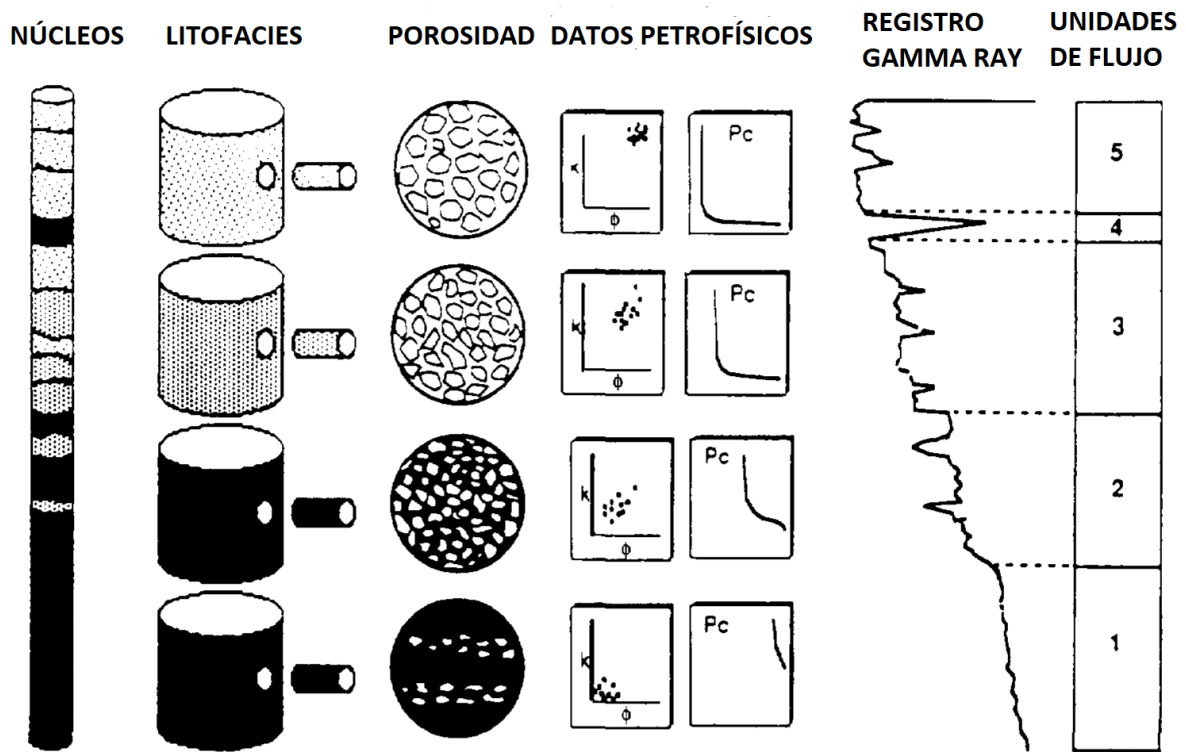 NÚCLEOS LITOFACIES POROSIDAD DATOS PETROFÍSICOS REGISTRO GAMMA RAY UNIDADES DE FLUJO
K
Φ
Pc
5
4
K
Φ
Pc
3
K
Φ
Pc
2
K
Φ
Pc
1